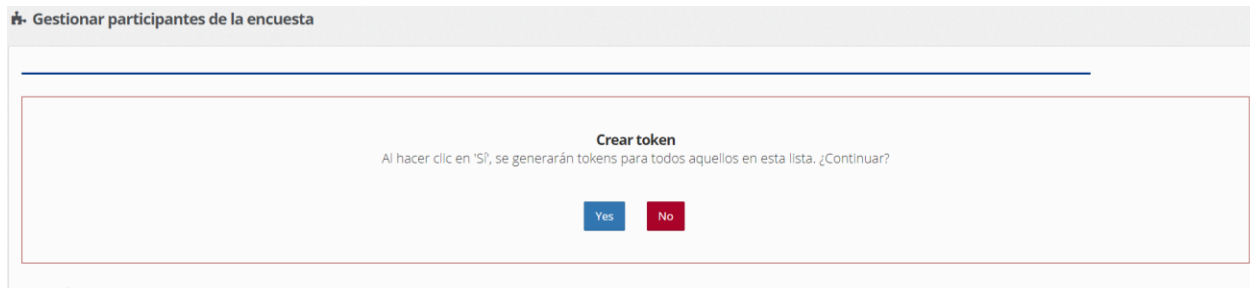 Gestionar participantes de la encuesta
Crear token
Al hacer clic en 'Sí', se generarán tokens para todos aquellos en esta lista. ¿Continuar?
Yes
No